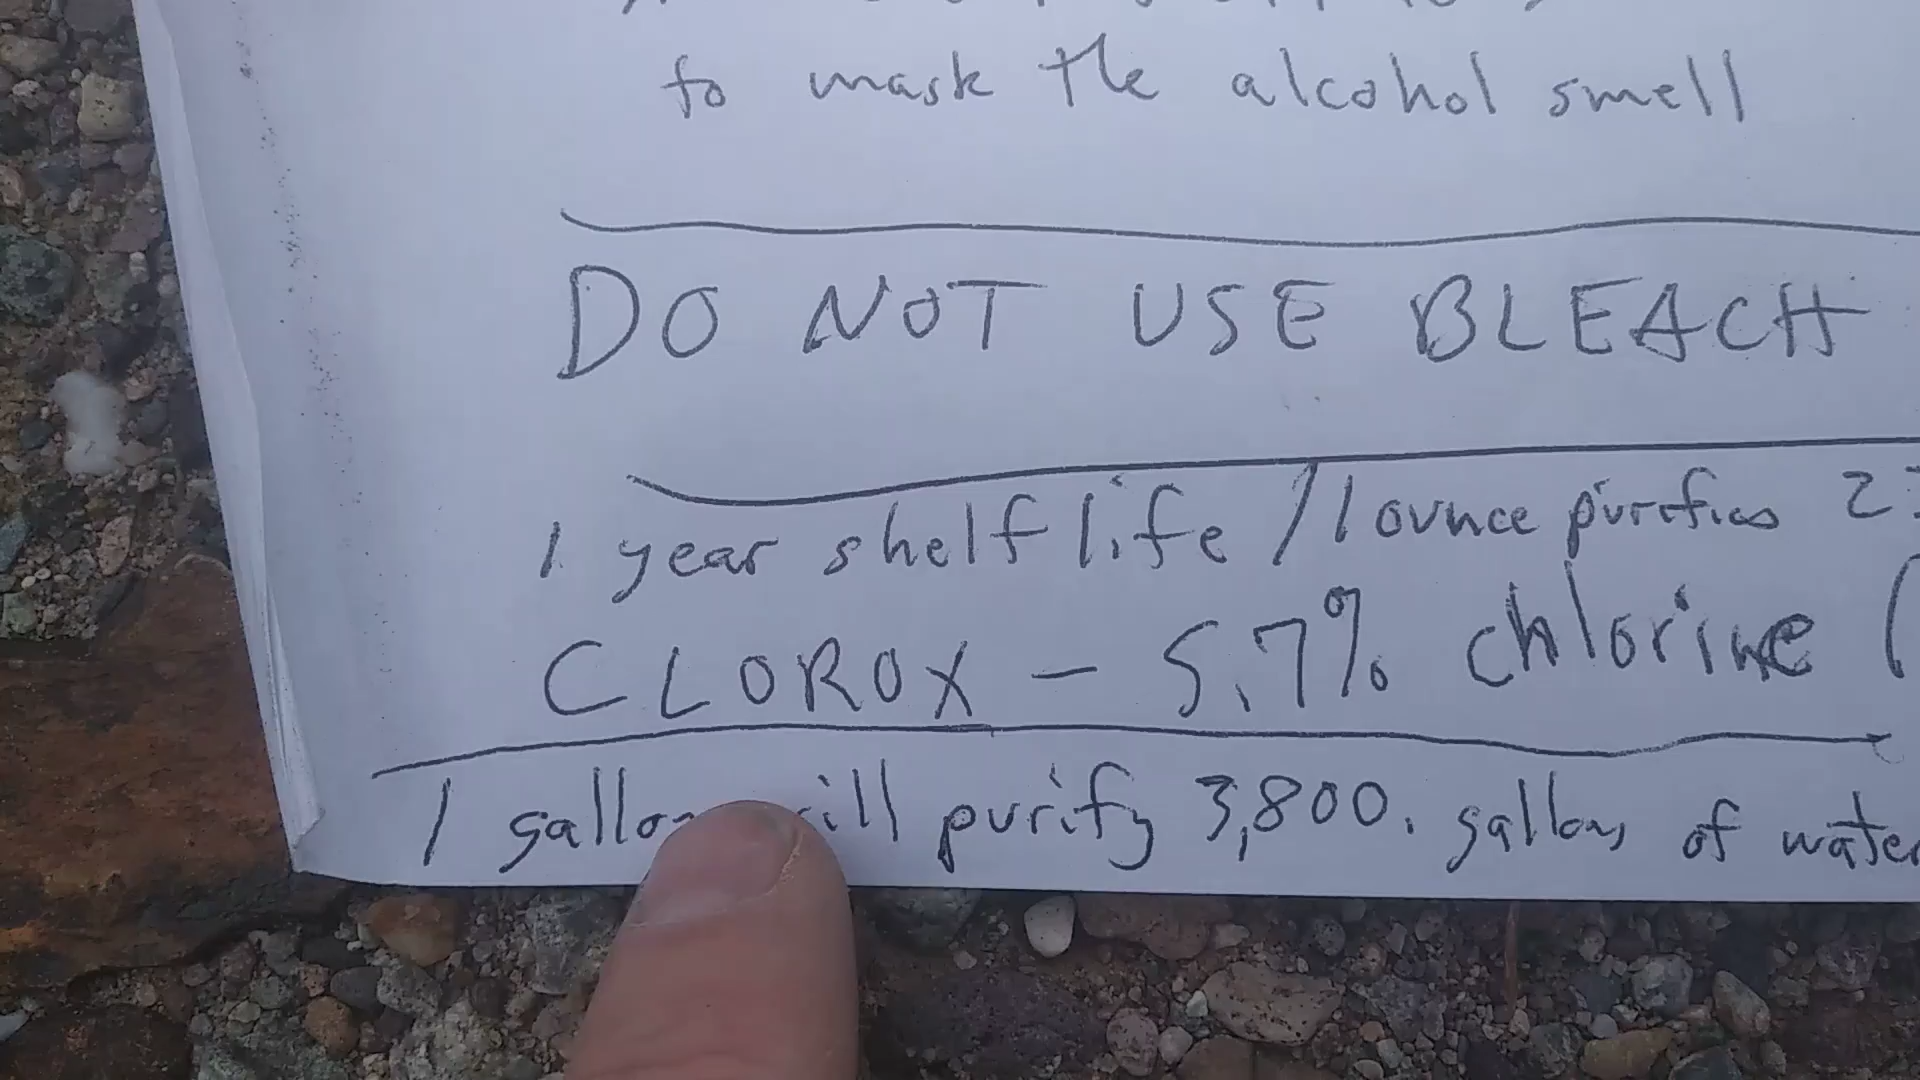 to mask the alcohol smell
DO NOT USE BLEACH
1 year shelf life / 1 ounce purifies
CLOROX - 5.7% chlorine (
1 gallon will purify 3,800. gallons of water